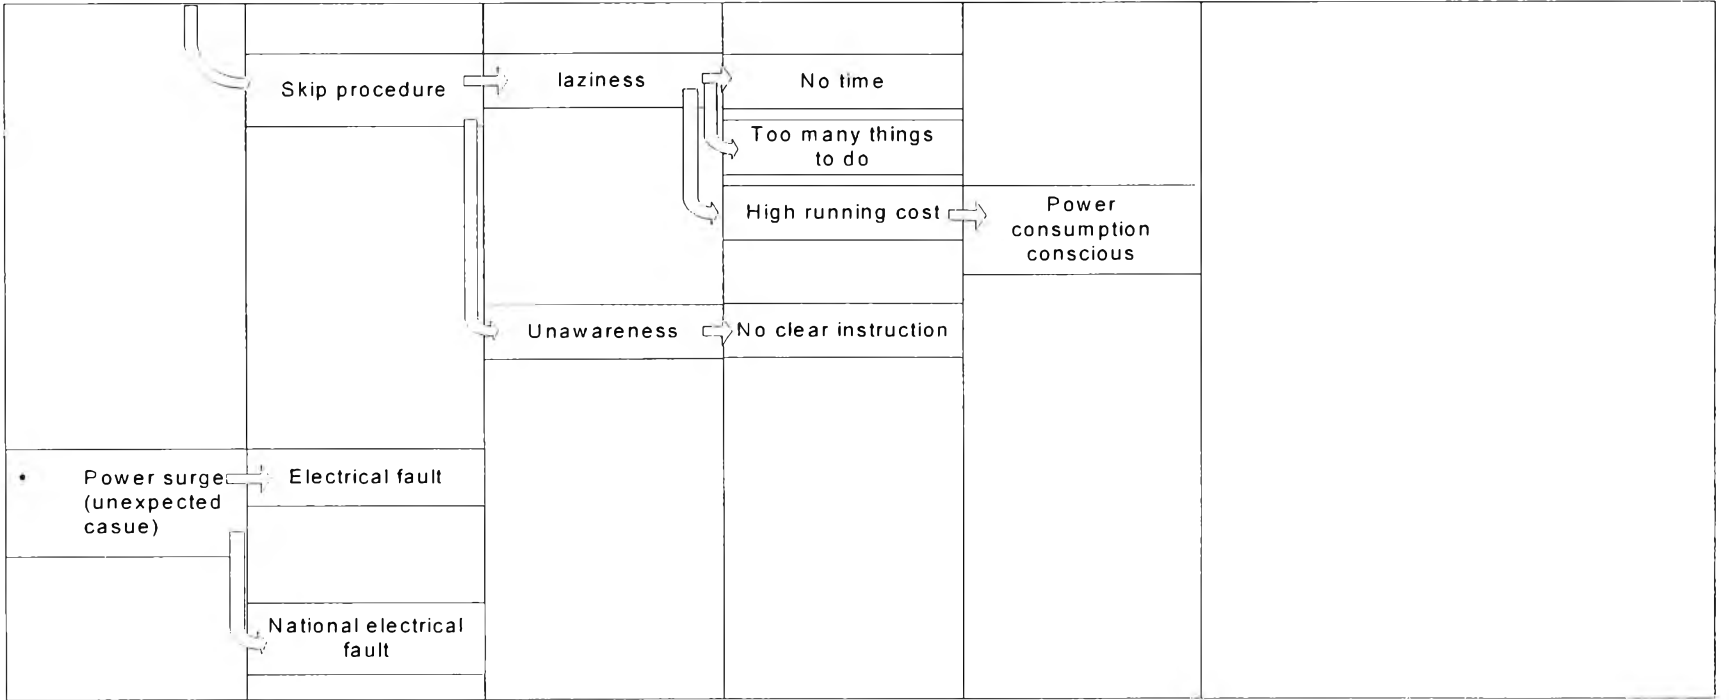 Skip procedure
laziness
No time
Too many things
to do
High running cost
Power
consumption
conscious
Unawareness
No clear instruction
• Power surge
(unexpected
casue)
Electrical fault
National electrical
fault